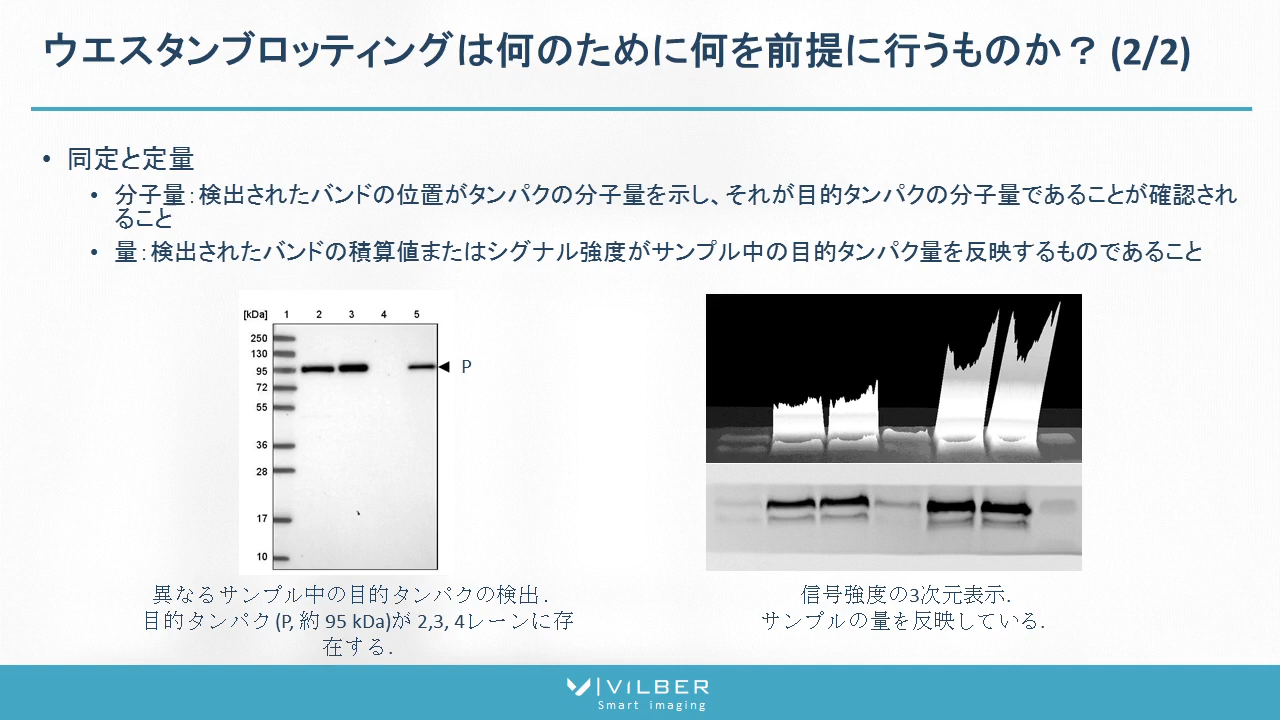 ウエスタンブロッティングは何のために何を前提に行うものか？ (2/2)
• 同定と定量
• 分子量：検出されたバンドの位置がタンパクの分子量を示し、それが目的タンパクの分子量であることが確認され
ること
• 量：検出されたバンドの積算値またはシグナル強度がサンプル中の目的タンパク量を反映するものであること
[kDa] 1 2 3 4 5
250
130
95
72
55
36
28
17
10
P
異なるサンプル中の目的タンパクの検出.
目的タンパク(P, 約 95 kDa)が 2,3, 4レーンに存
在する.
信号強度の3次元表示.
サンプルの量を反映している.
VILBER
Smart imaging